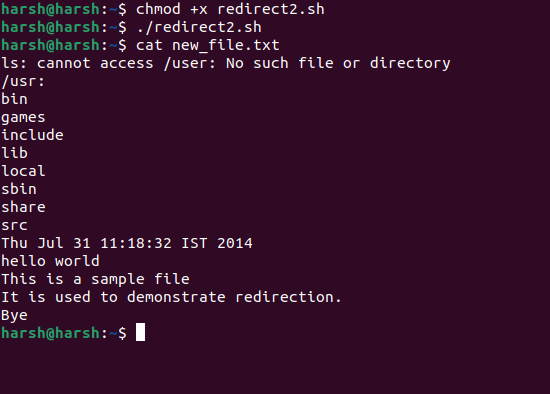 harsh@harsh:~$ chmod +x redirect2.sh
harsh@harsh:~$ ./redirect2.sh
harsh@harsh:~$ cat new_file.txt
ls: cannot access /user: No such file or directory
/usr:
bin
games
include
lib
local
sbin
share
src
Thu Jul 31 11:18:32 IST 2014
hello world
This is a sample file
It is used to demonstrate redirection.
Bye
harsh@harsh:~$